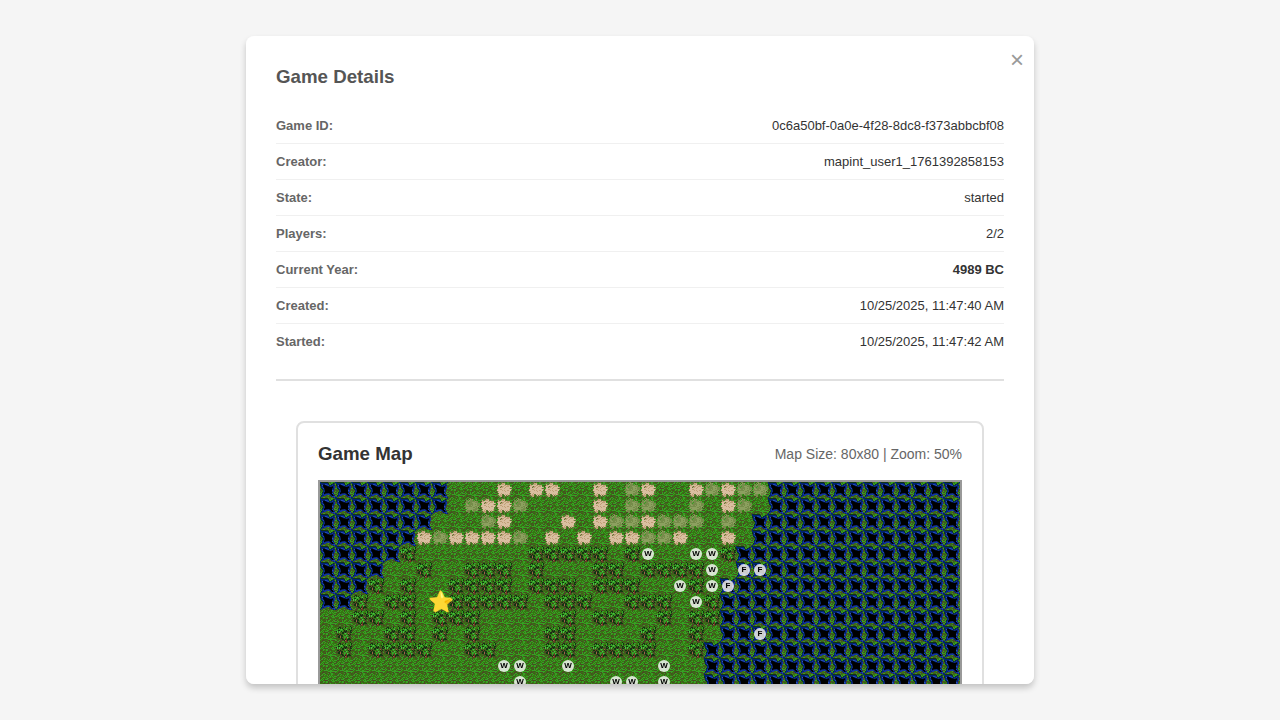 ×
Game Details
Game ID: 0c6a50bf-0a0e-4f28-8dc8-f373abbcbf08
Creator: mapint_user1_1761392858153
State: started
Players: 2/2
Current Year: 4989 BC
Created: 10/25/2025, 11:47:40 AM
Started: 10/25/2025, 11:47:42 AM
Game Map Map Size: 80x80 | Zoom: 50%
W W W
W F F
W W F
W
F
W W W W
W W W W